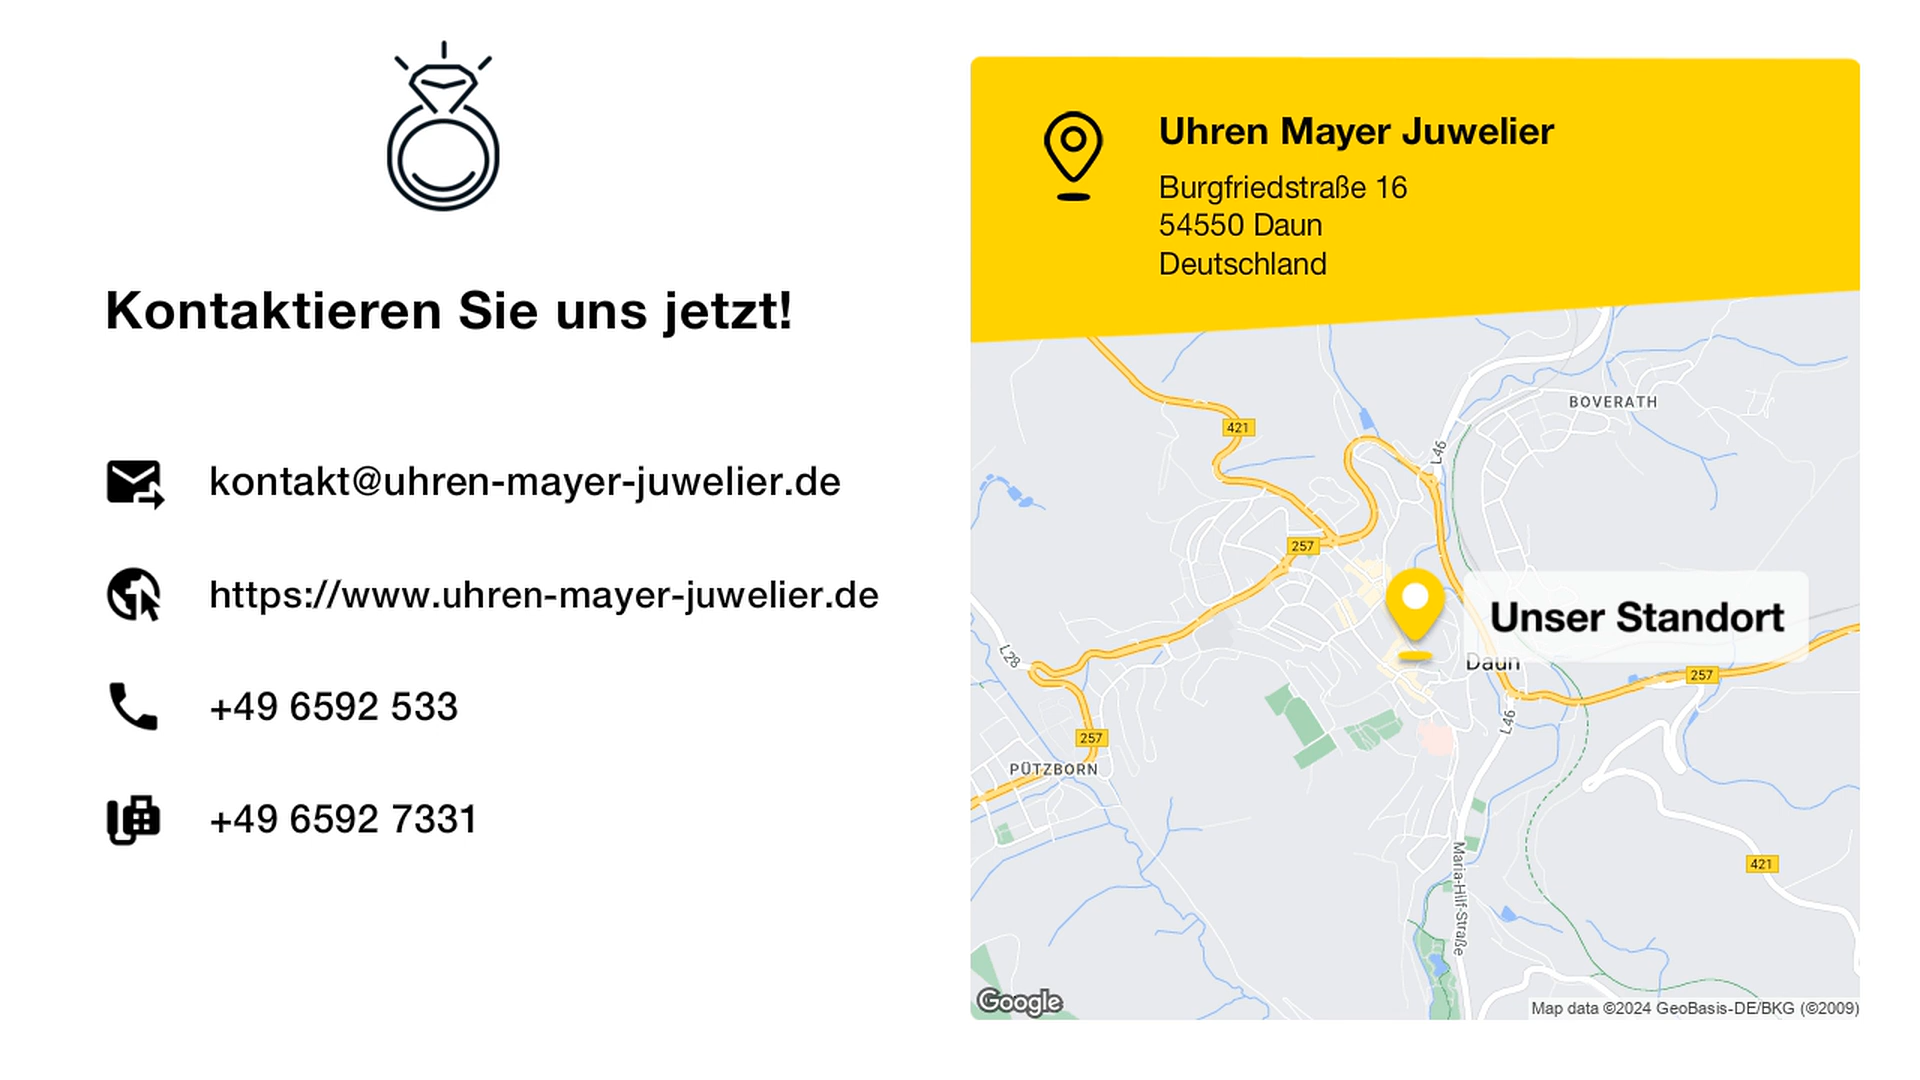 Kontaktieren Sie uns jetzt!
kontakt@uhren-mayer-juwelier.de
https://www.uhren-mayer-juwelier.de
+49 6592 533
+49 6592 7331
Uhren Mayer Juwelier
Burgfriedstraße 16
54550 Daun
Deutschland
BOVERATH
421
L46
257
Unser Standort
Daun
L28
257
L46
257
PÜTZBORN
421
Maria-Hilf-Straße
Google
Map data ©2024 GeoBasis-DE/BKG (©2009)